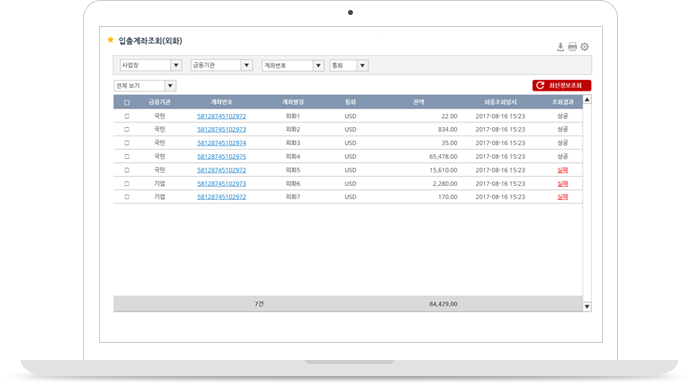 입출계좌조회(외화)
사업장 금융기관 계좌번호 통화
전체 보기 최신정보조회
금융기관 계좌번호 계좌별칭 통화 잔액 최종조회일시 조회결과
국민 58128745102972 외화1 USD 22.00 2017-08-16 15:23 성공
국민 58128745102973 외화2 USD 834.00 2017-08-16 15:23 성공
국민 58128745102974 외화3 USD 35.00 2017-08-16 15:23 성공
국민 58128745102975 외화4 USD 65,478.00 2017-08-16 15:23 성공
국민 58128745102972 외화5 USD 15,610.00 2017-08-16 15:23 실패
기업 58128745102973 외화6 USD 2,280.00 2017-08-16 15:23 실패
기업 58128745102972 외화7 USD 170.00 2017-08-16 15:23 실패
7건 84,429.00